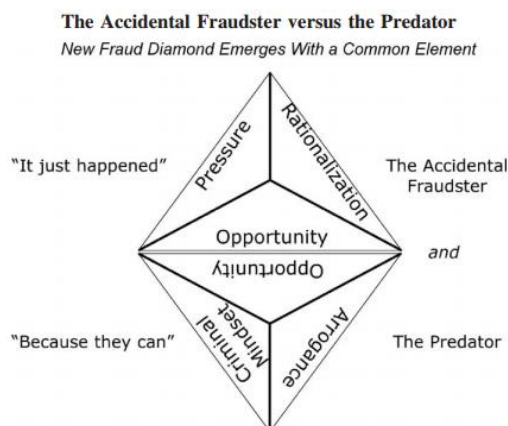 The Accidental Fraudster versus the Predator
New Fraud Diamond Emerges With a Common Element
Pressure
Rationalization
"It just happened"
The Accidental
Fraudster
Opportunity
and
Opportunity
Criminal
Mindset
Arrogance
"Because they can"
The Predator